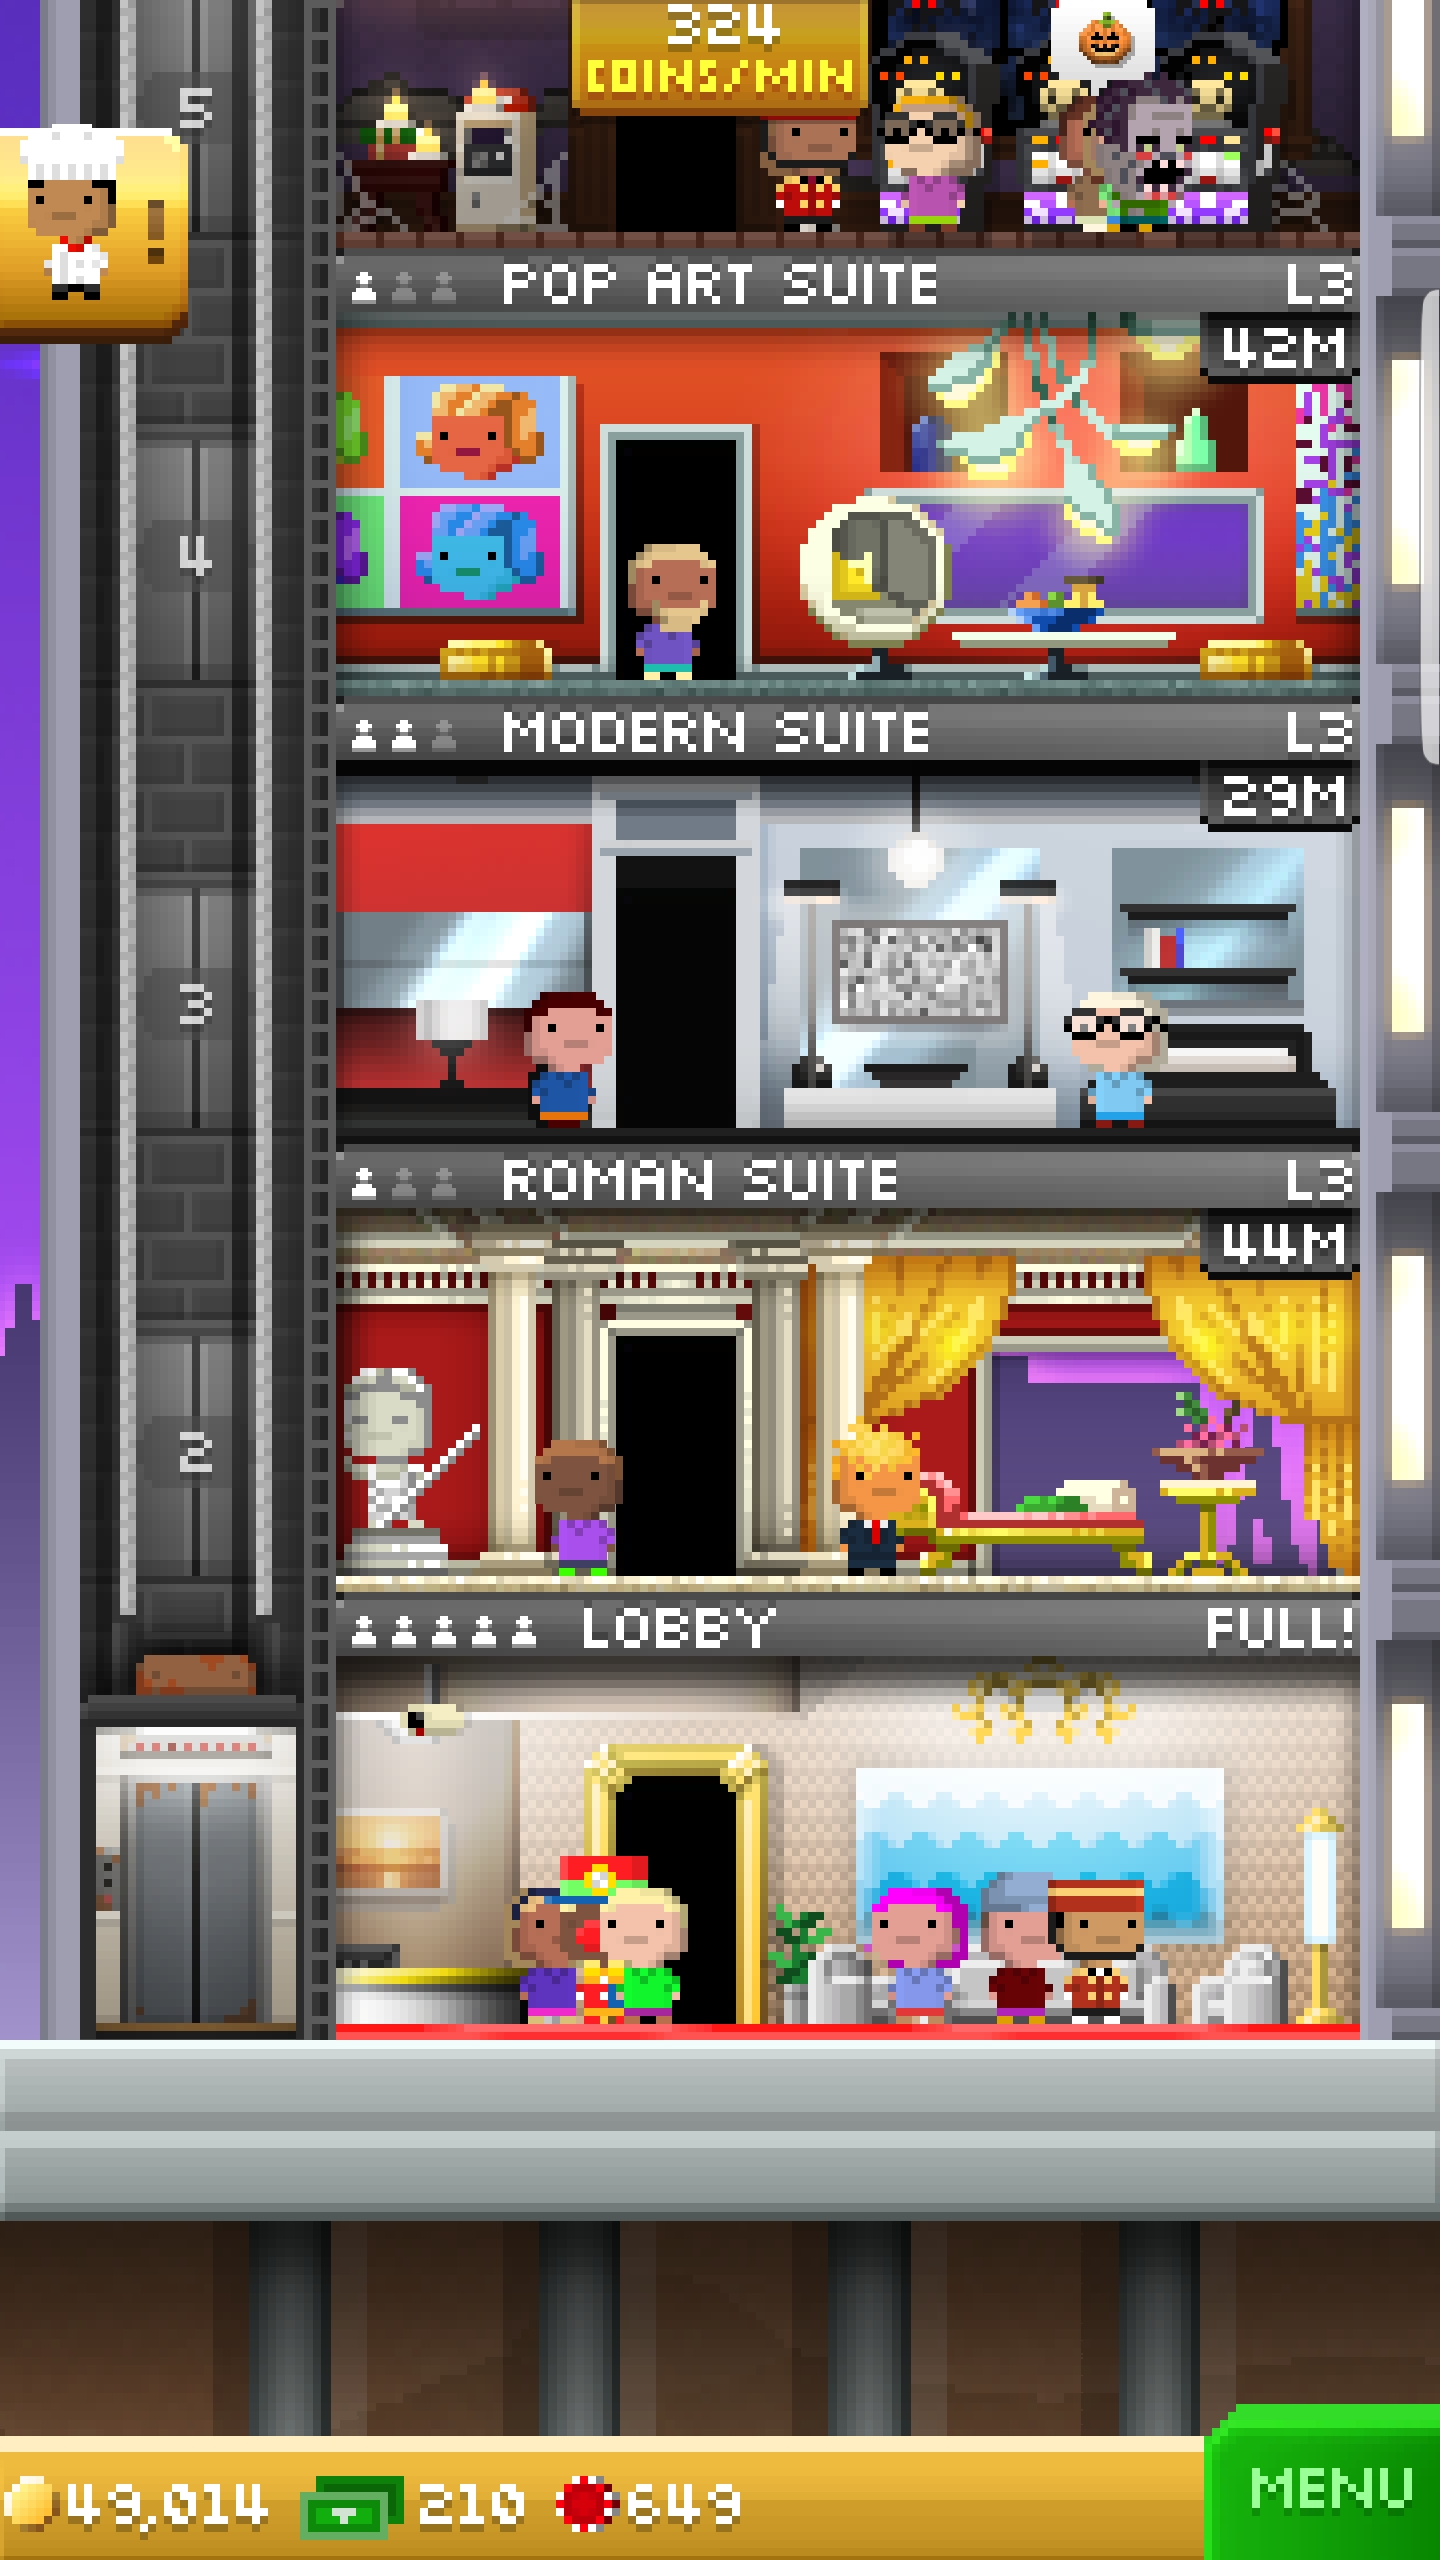 324
COINS/MIN
5
!
POP ART SUITE L3
42M
4
MODERN SUITE L3
29M
3
ROMAN SUITE L3
44M
2
LOBBY FULL!
49,014 210 649
MENU